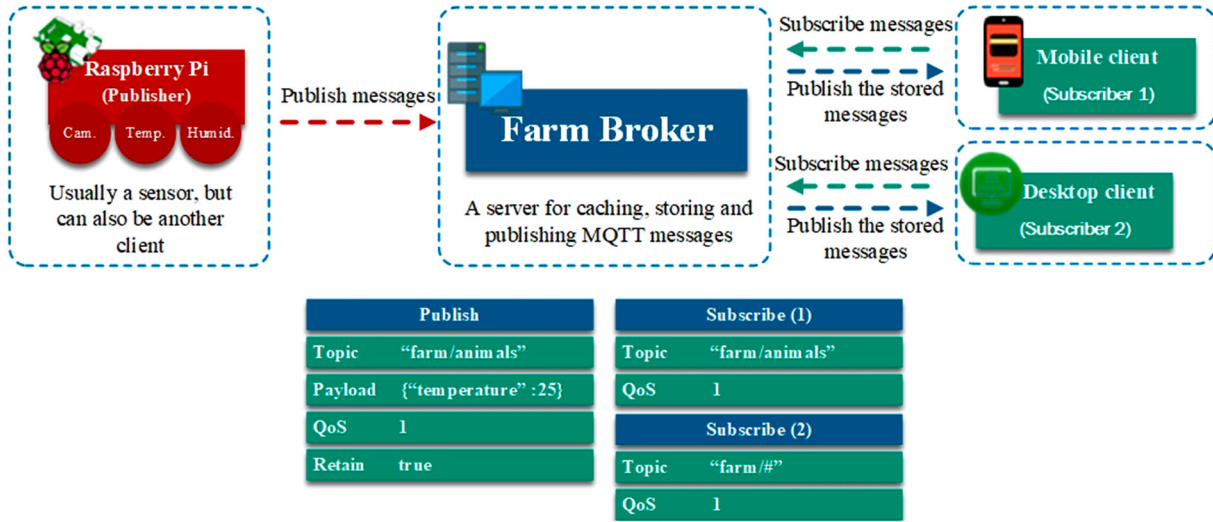 Raspberry Pi
(Publisher)
Cam.
Temp.
Humid.
Usually a sensor, but
can also be another
client
Publish messages
Farm Broker
A server for caching, storing and
publishing MQTT messages
Subscribe messages
Publish the stored
messages
Mobile client
(Subscriber 1)
Subscribe messages
Publish the stored
messages
Desktop client
(Subscriber 2)
Publish
Topic “farm/animals”
Payload {“temperature” :25}
QoS 1
Retain true
Subscribe (1)
Topic “farm/animals”
QoS 1
Subscribe (2)
Topic “farm/#”
QoS 1